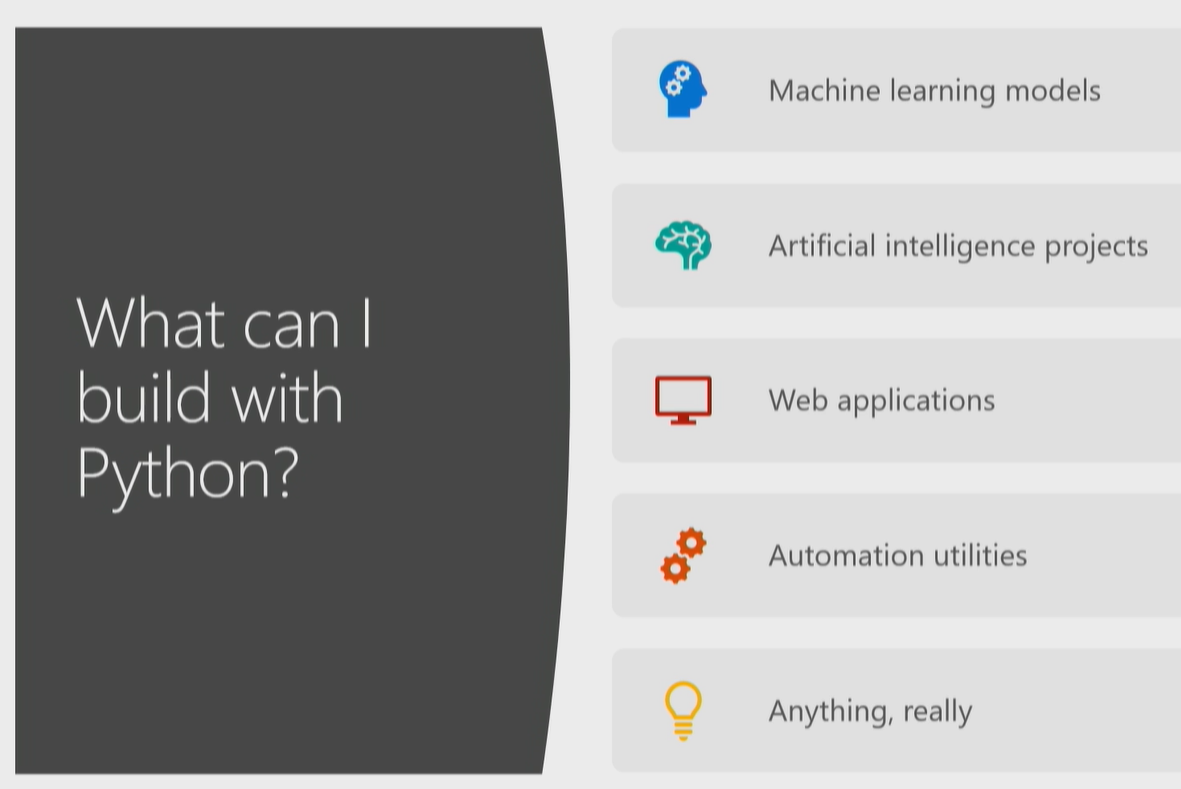 What can I
build with
Python?
Machine learning models
Artificial intelligence projects
Web applications
Automation utilities
Anything, really